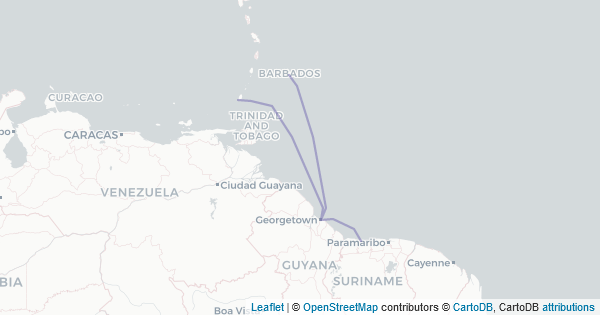 BARBADOS
CURACAO
TRINIDAD
AND
TOBAGO
CARACAS
Ciudad Guayana
VENEZUELA
Georgetown
Paramaribo
Cayenne
GUYANA
SURINAME
BIA
Boa Vi
Leaflet | © OpenStreetMap contributors © CartoDB, CartoDB attributions